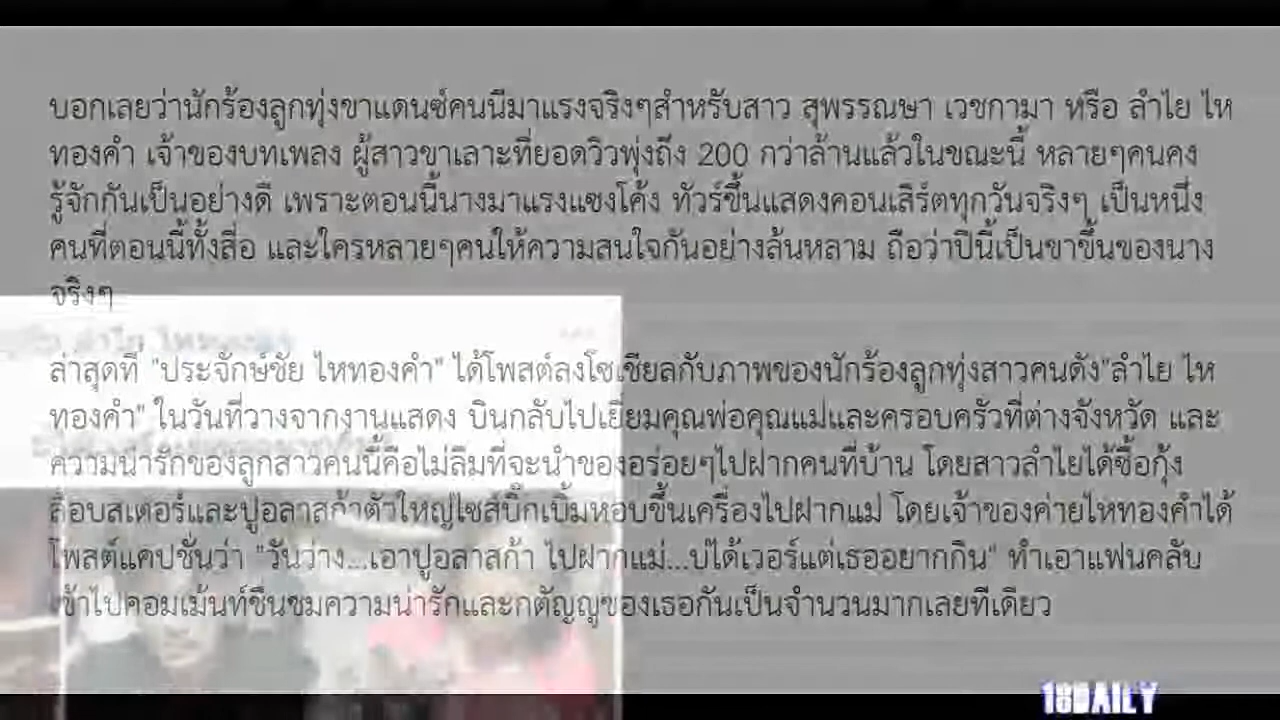 บอกเลยว่านักร้องลูกทุ่งขาแดนซ์คนนี้มาแรงจริงๆสำหรับสาว สุพรรณษา เวชกามา หรือ ลำไย ไห
ทองคำ เจ้าของบทเพลง ผู้สาวขาเลาะที่ยอดวิวพุ่งถึง 200 กว่าล้านแล้วในขณะนี้ หลายๆคนคง
รู้จักกันเป็นอย่างดี เพราะตอนนี้นางมาแรงแซงโค้ง ทัวร์ขึ้นแสดงคอนเสิร์ตทุกวันจริงๆ เป็นหนึ่ง
คนที่ตอนนี้ทั้งสื่อ และใครหลายๆคนให้ความสนใจกันอย่างล้นหลาม ถือว่าปีนี้เป็นขาขึ้นของนาง
จริงๆ
ล่าสุดที่ "ประจักษ์ชัย ไหทองคำ" ได้โพสต์ลงโซเชียลกับภาพของนักร้องลูกทุ่งสาวคนดัง"ลำไย ไห
ทองคำ" ในวันที่วางจากงานแสดง บินกลับไปเยี่ยมคุณพ่อคุณแม่และครอบครัวที่ต่างจังหวัด และ
ความน่ารักของลูกสาวคนนี้คือไม่ลืมที่จะนำของอร่อยๆไปฝากคนที่บ้าน โดยสาวลำไยได้ซื้อกุ้ง
ล็อบสเตอร์และปูอลาสก้าตัวใหญ่ไซส์บิ๊กเบิ้มหอบขึ้นเครื่องไปฝากแม่ โดยเจ้าของค่ายไหทองคำได้
โพสต์แคปชั่นว่า "วันว่าง...เอาปูอลาสก้า ไปฝากแม่...บ่ได้เวอร์แต่เธออยากกิน" ทำเอาแฟนคลับ
เข้าไปคอมเม้นท์ชื่นชมความน่ารักและกตัญญูของเธอกันเป็นจำนวนมากเลยทีเดียว
18DAILY